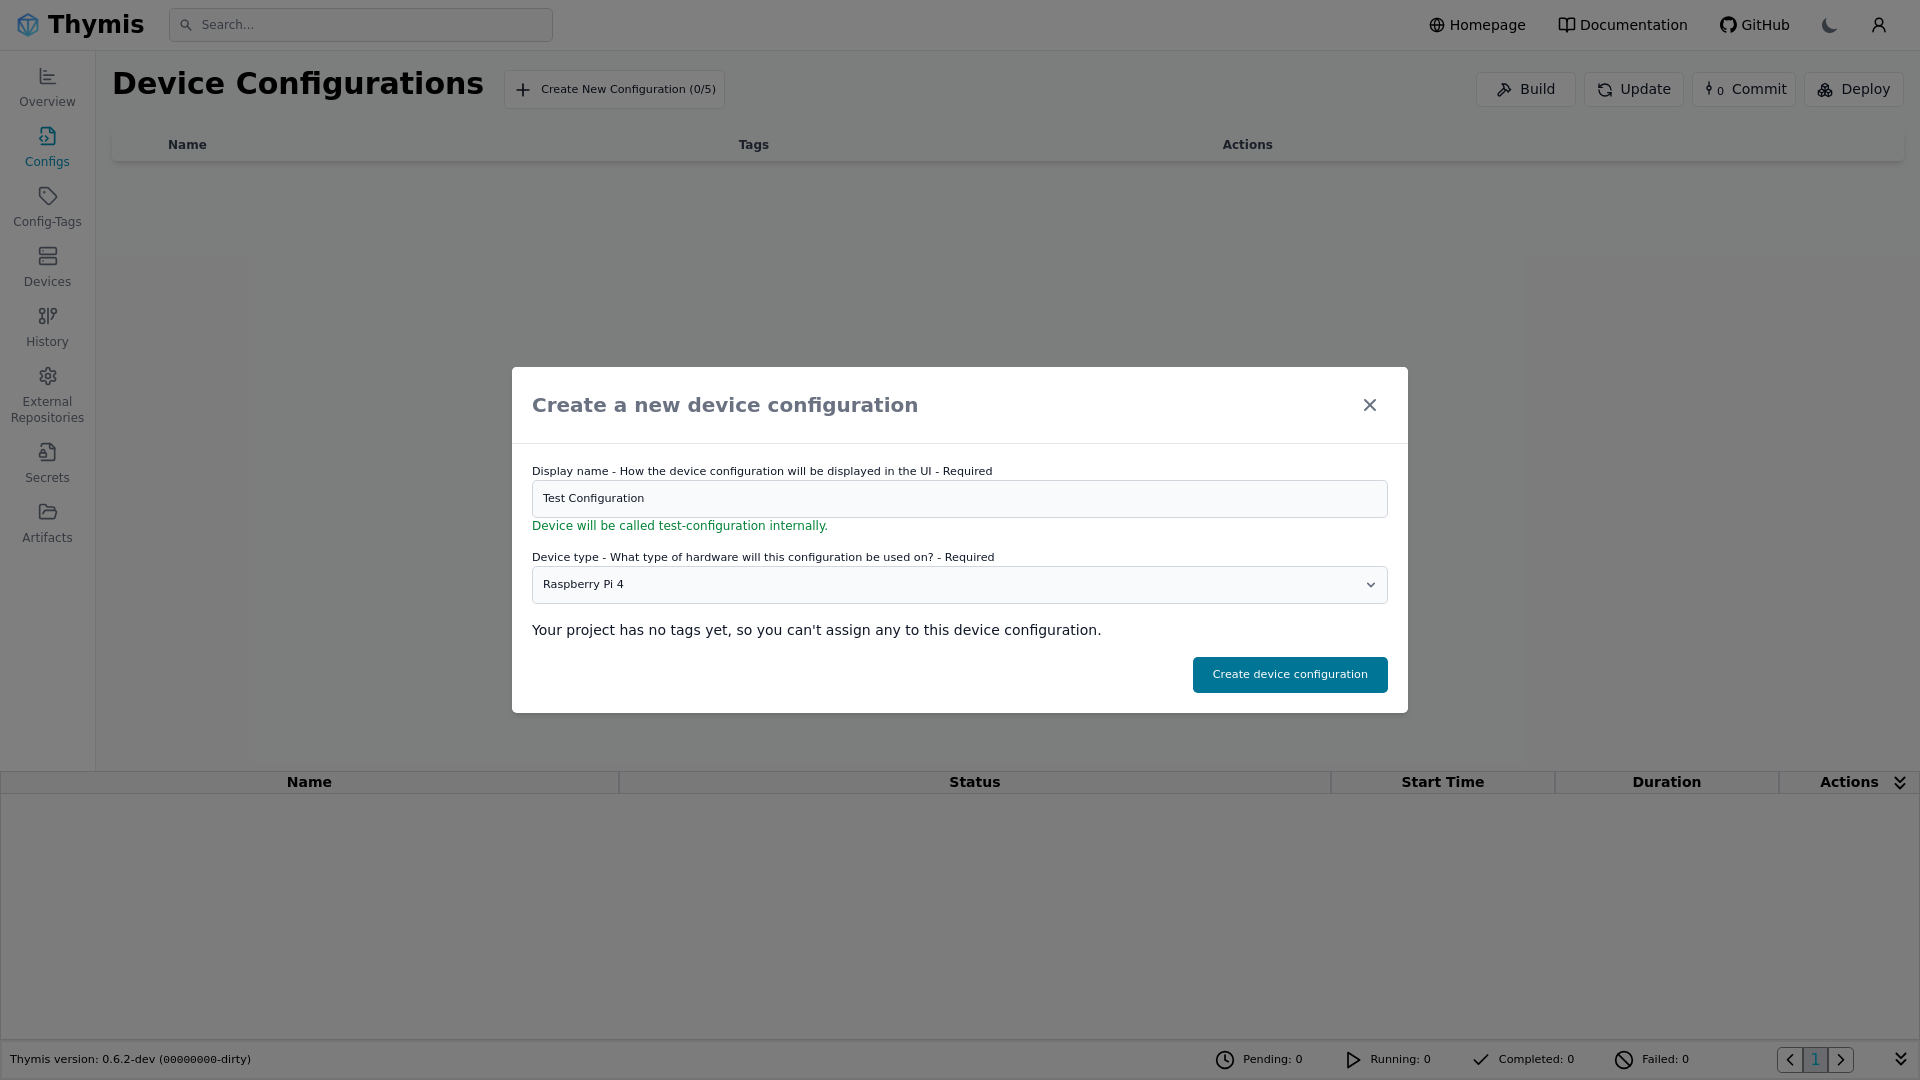 Thymis
Search...
Homepage
Documentation
GitHub
Overview
Configs
Config-Tags
Devices
History
External
Repositories
Secrets
Artifacts
Device Configurations
Create New Configuration (0/5)
Build
Update
0 Commit
Deploy
Name Tags Actions
Create a new device configuration
Display name - How the device configuration will be displayed in the UI - Required
Test Configuration
Device will be called test-configuration internally.
Device type - What type of hardware will this configuration be used on? - Required
Raspberry Pi 4
Your project has no tags yet, so you can't assign any to this device configuration.
Create device configuration
Name Status Start Time Duration Actions
Thymis version: 0.6.2-dev (00000000-dirty)
Pending: 0
Running: 0
Completed: 0
Failed: 0
1